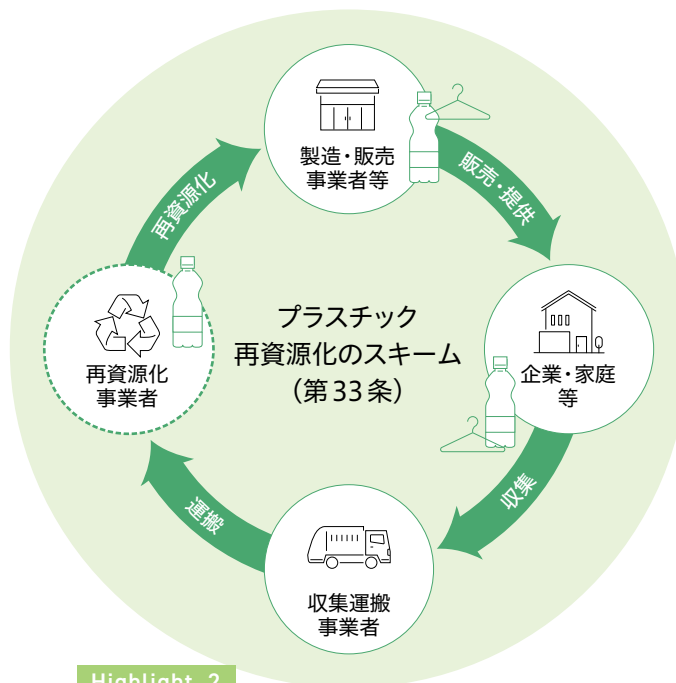 製造・販売
事業者等
販売・提供
企業・家庭
等
収集
収集運搬
事業者
運搬
再資源化
事業者
再資源化
プラスチック
再資源化のスキーム
（第33条）
Highlight 2